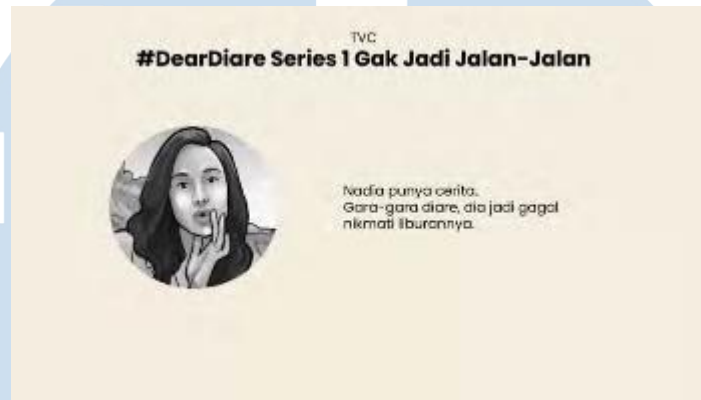 TVC
#DearDiare Series 1 Gak Jadi Jalan-Jalan
Nadia punya cerita.
Gara-gara diare, dia jadi gagal
nikmati liburannya.